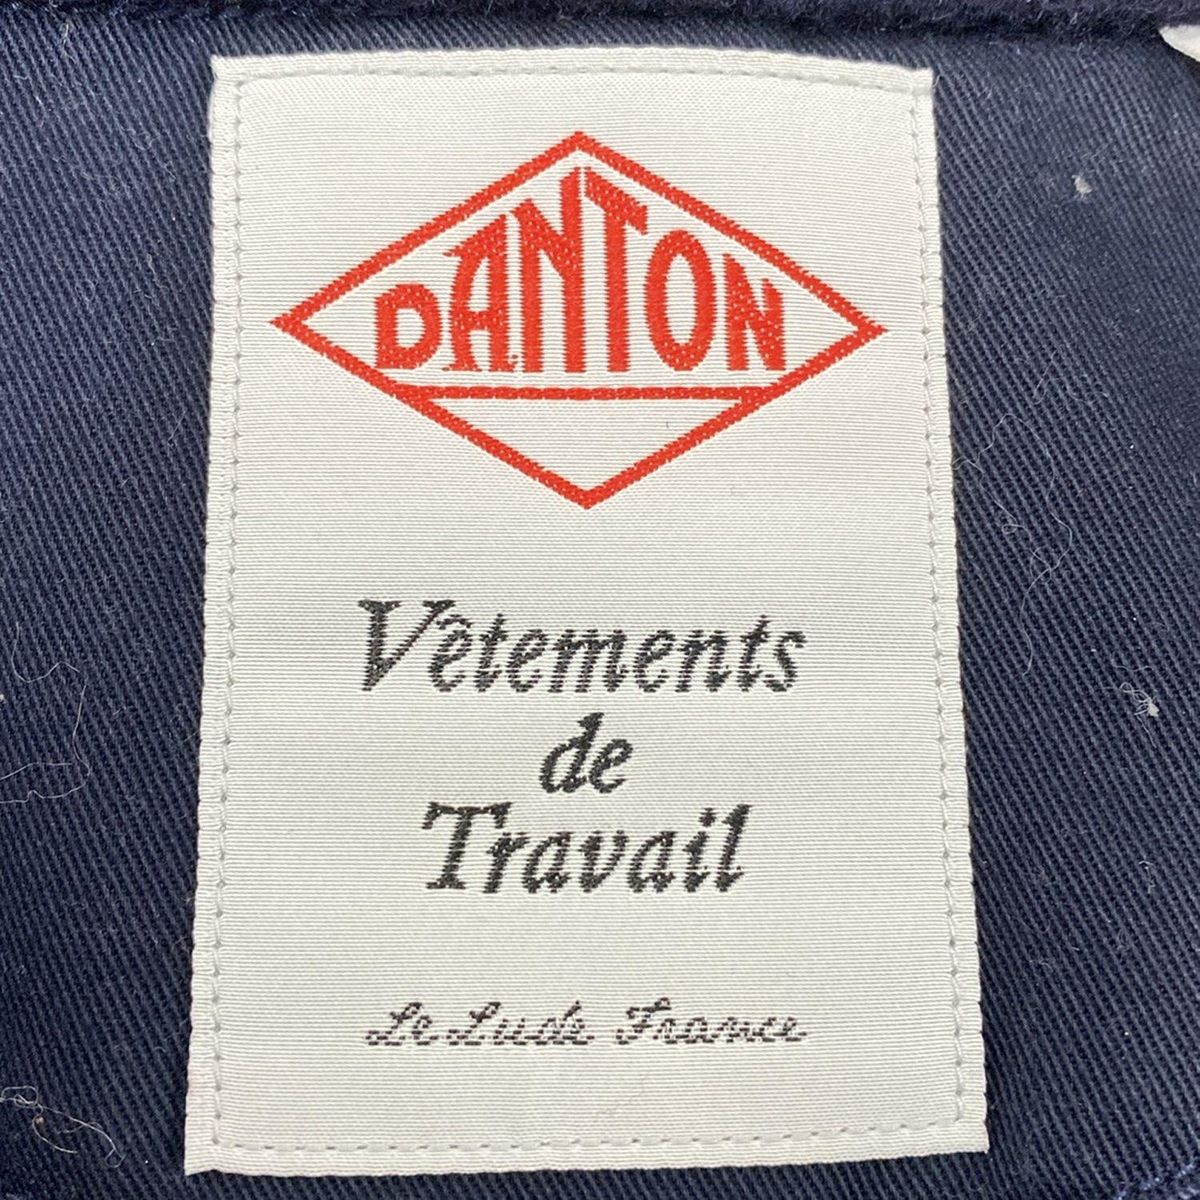 DANTON
Vêtements
de
Travail
Le Lude France